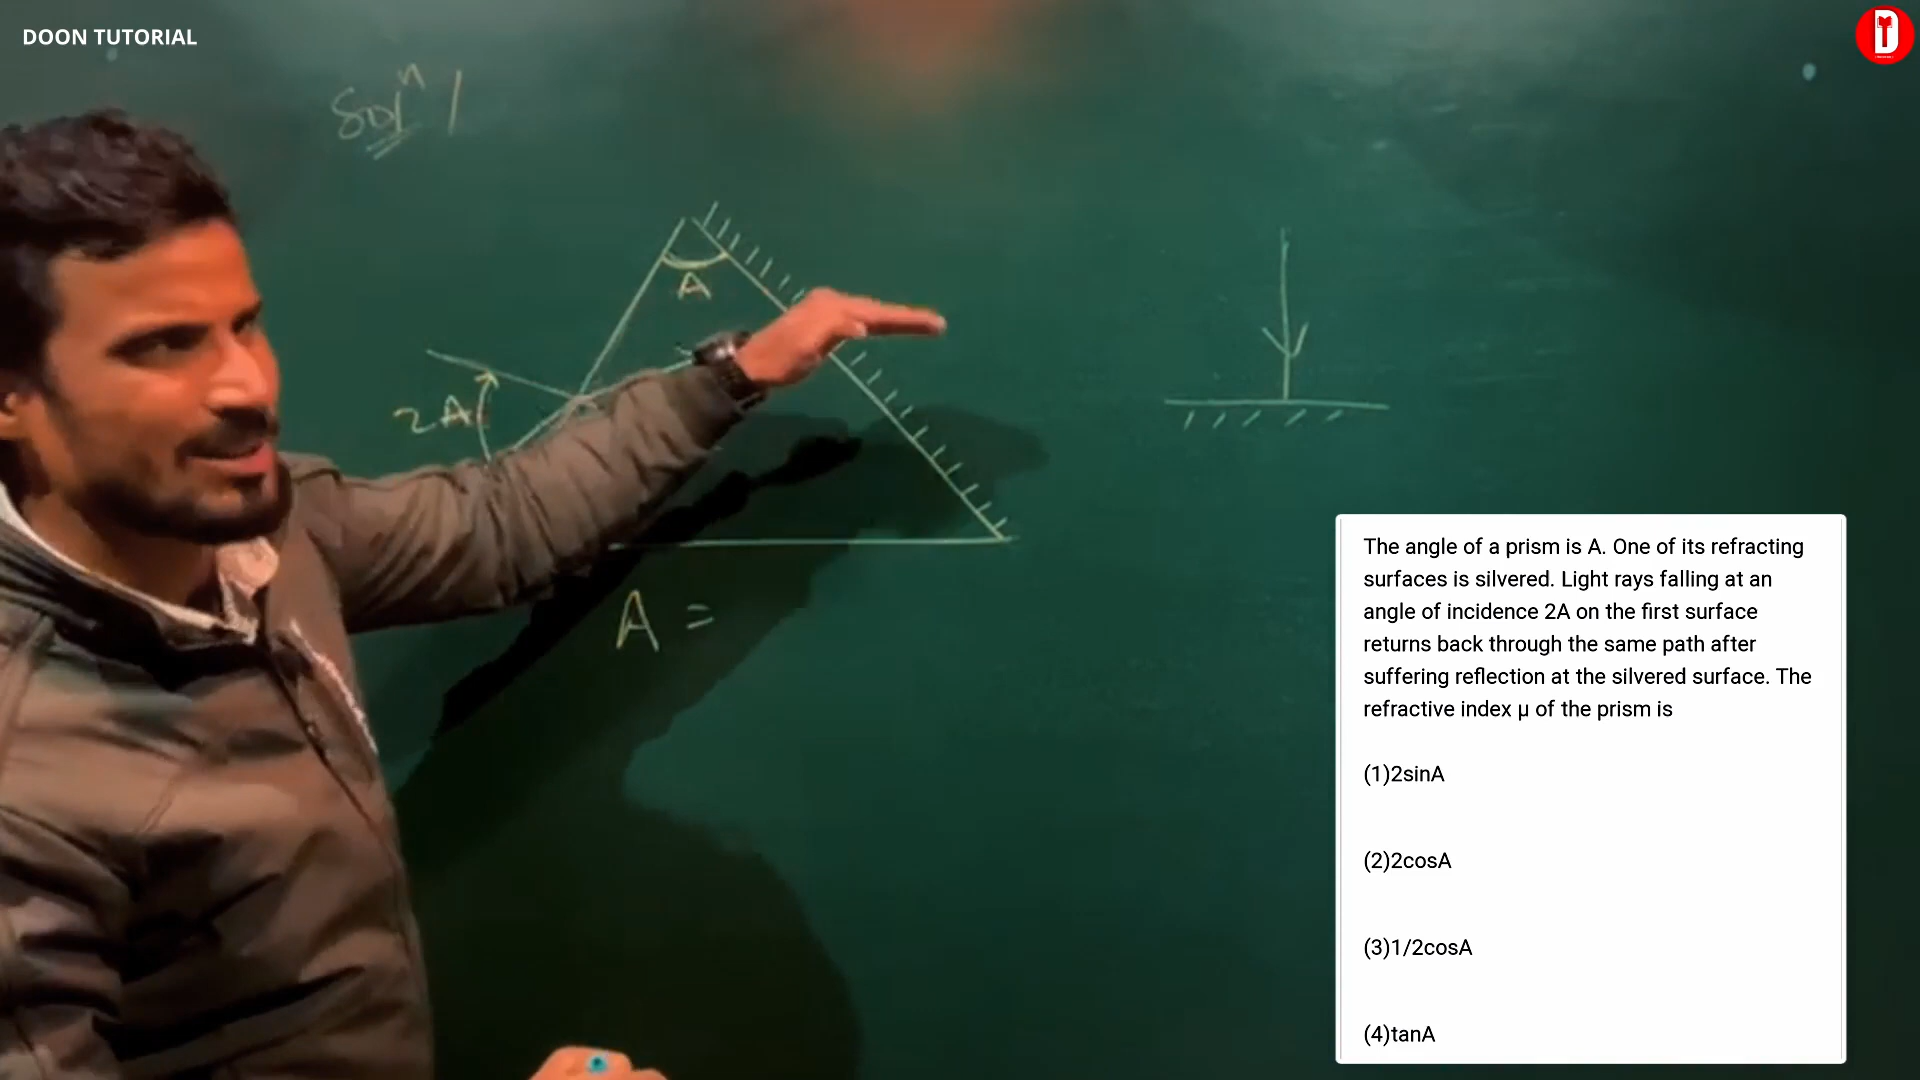 DOON TUTORIAL
Solⁿ /
A
2A
A =
The angle of a prism is A. One of its refracting
surfaces is silvered. Light rays falling at an
angle of incidence 2A on the first surface
returns back through the same path after
suffering reflection at the silvered surface. The
refractive index μ of the prism is
(1)2sinA
(2)2cosA
(3)1/2cosA
(4)tanA